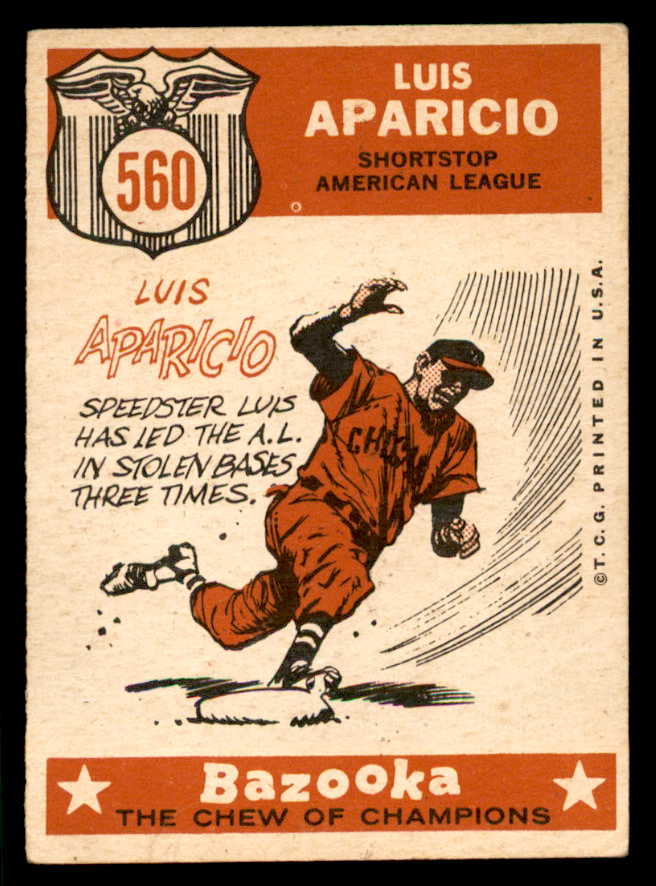 560
LUIS
APARICIO
SHORTSTOP
AMERICAN LEAGUE
LUIS
APARICIO
SPEEDSTER LUIS
HAS LED THE A.L.
IN STOLEN BASES
THREE TIMES.
CHIC
©T.C.G. PRINTED IN U.S.A.
Bazooka
THE CHEW OF CHAMPIONS